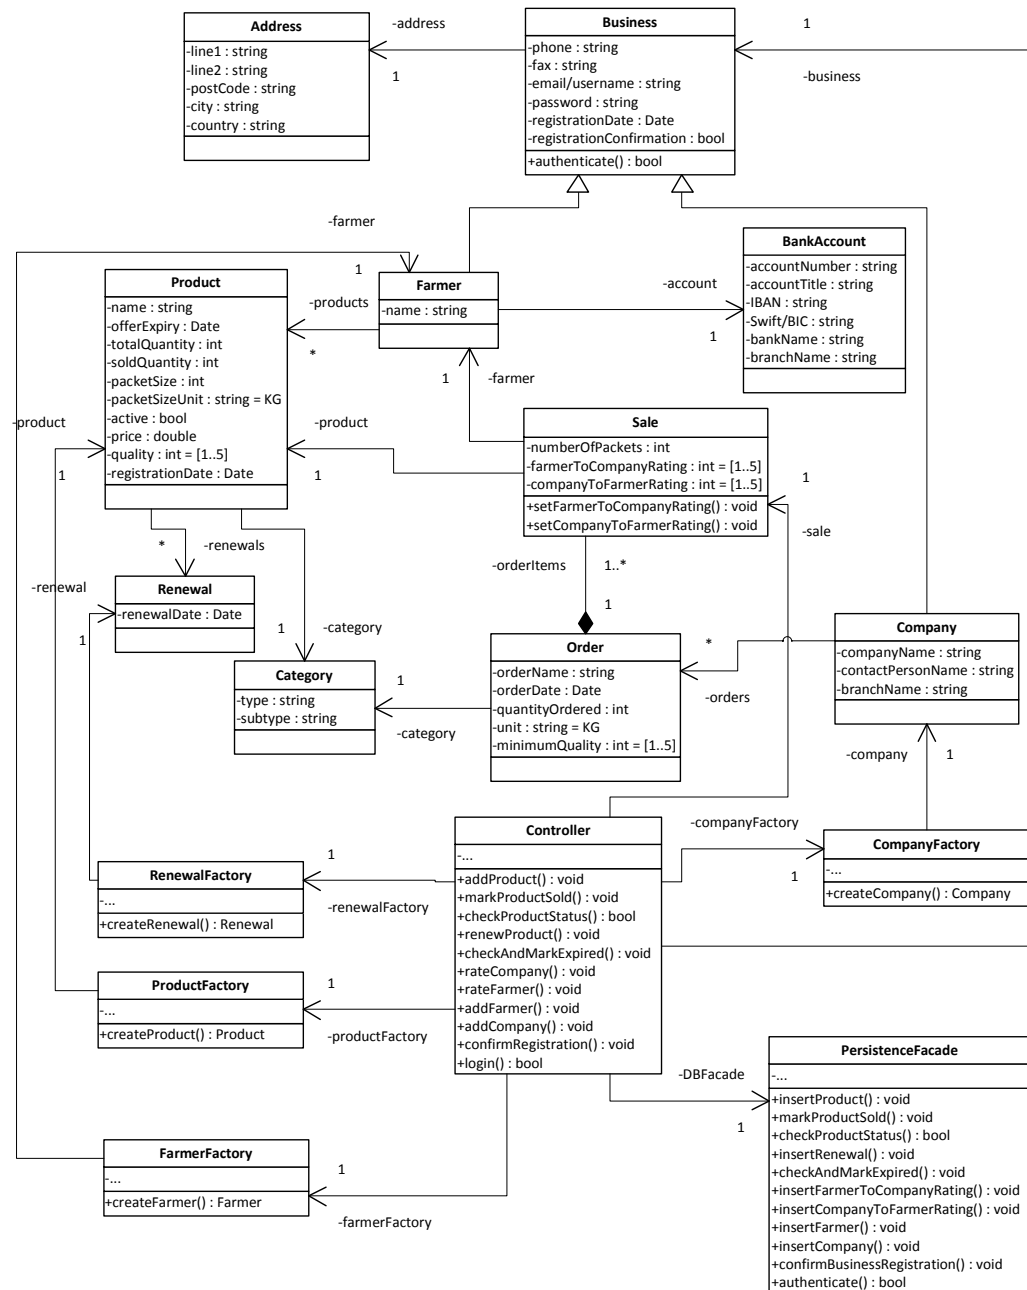 Address
-line1 : string
-line2 : string
-postCode : string
-city : string
-country : string
-address
1
Business
-phone : string
-fax : string
-email/username : string
-password : string
-registrationDate : Date
-registrationConfirmation : bool
+authenticate() : bool
1
-business
-farmer
1
Farmer
-name : string
BankAccount
-accountNumber : string
-accountTitle : string
-IBAN : string
-Swift/BIC : string
-bankName : string
-branchName : string
-account
1
Product
-name : string
-offerExpiry : Date
-totalQuantity : int
-soldQuantity : int
-packetSize : int
-packetSizeUnit : string = KG
-active : bool
-price : double
-quality : int = [1..5]
-registrationDate : Date
-products
*
1
-farmer
-product
1
-product
1
Sale
-numberOfPackets : int
-farmerToCompanyRating : int = [1..5]
-companyToFarmerRating : int = [1..5]
+setFarmerToCompanyRating() : void
+setCompanyToFarmerRating() : void
1
-sale
*
-renewals
-orderItems
1..*
1
-renewal
1
Renewal
-renewalDate : Date
1
-category
Category
-type : string
-subtype : string
1
-category
Order
-orderName : string
-orderDate : Date
-quantityOrdered : int
-unit : string = KG
-minimumQuality : int = [1..5]
*
-orders
Company
-companyName : string
-contactPersonName : string
-branchName : string
-company
1
Controller
-...
+addProduct() : void
+markProductSold() : void
+checkProductStatus() : bool
+renewProduct() : void
+checkAndMarkExpired() : void
+rateCompany() : void
+rateFarmer() : void
+addFarmer() : void
+addCompany() : void
+confirmRegistration() : void
+login() : bool
-companyFactory
1
CompanyFactory
-...
+createCompany() : Company
RenewalFactory
-...
+createRenewal() : Renewal
1
-renewalFactory
ProductFactory
-...
+createProduct() : Product
1
-productFactory
-DBFacade
1
PersistenceFacade
-...
+insertProduct() : void
+markProductSold() : void
+checkProductStatus() : bool
+insertRenewal() : void
+checkAndMarkExpired() : void
+insertFarmerToCompanyRating() : void
+insertCompanyToFarmerRating() : void
+insertFarmer() : void
+insertCompany() : void
+confirmBusinessRegistration() : void
+authenticate() : bool
FarmerFactory
-...
+createFarmer() : Farmer
1
-farmerFactory